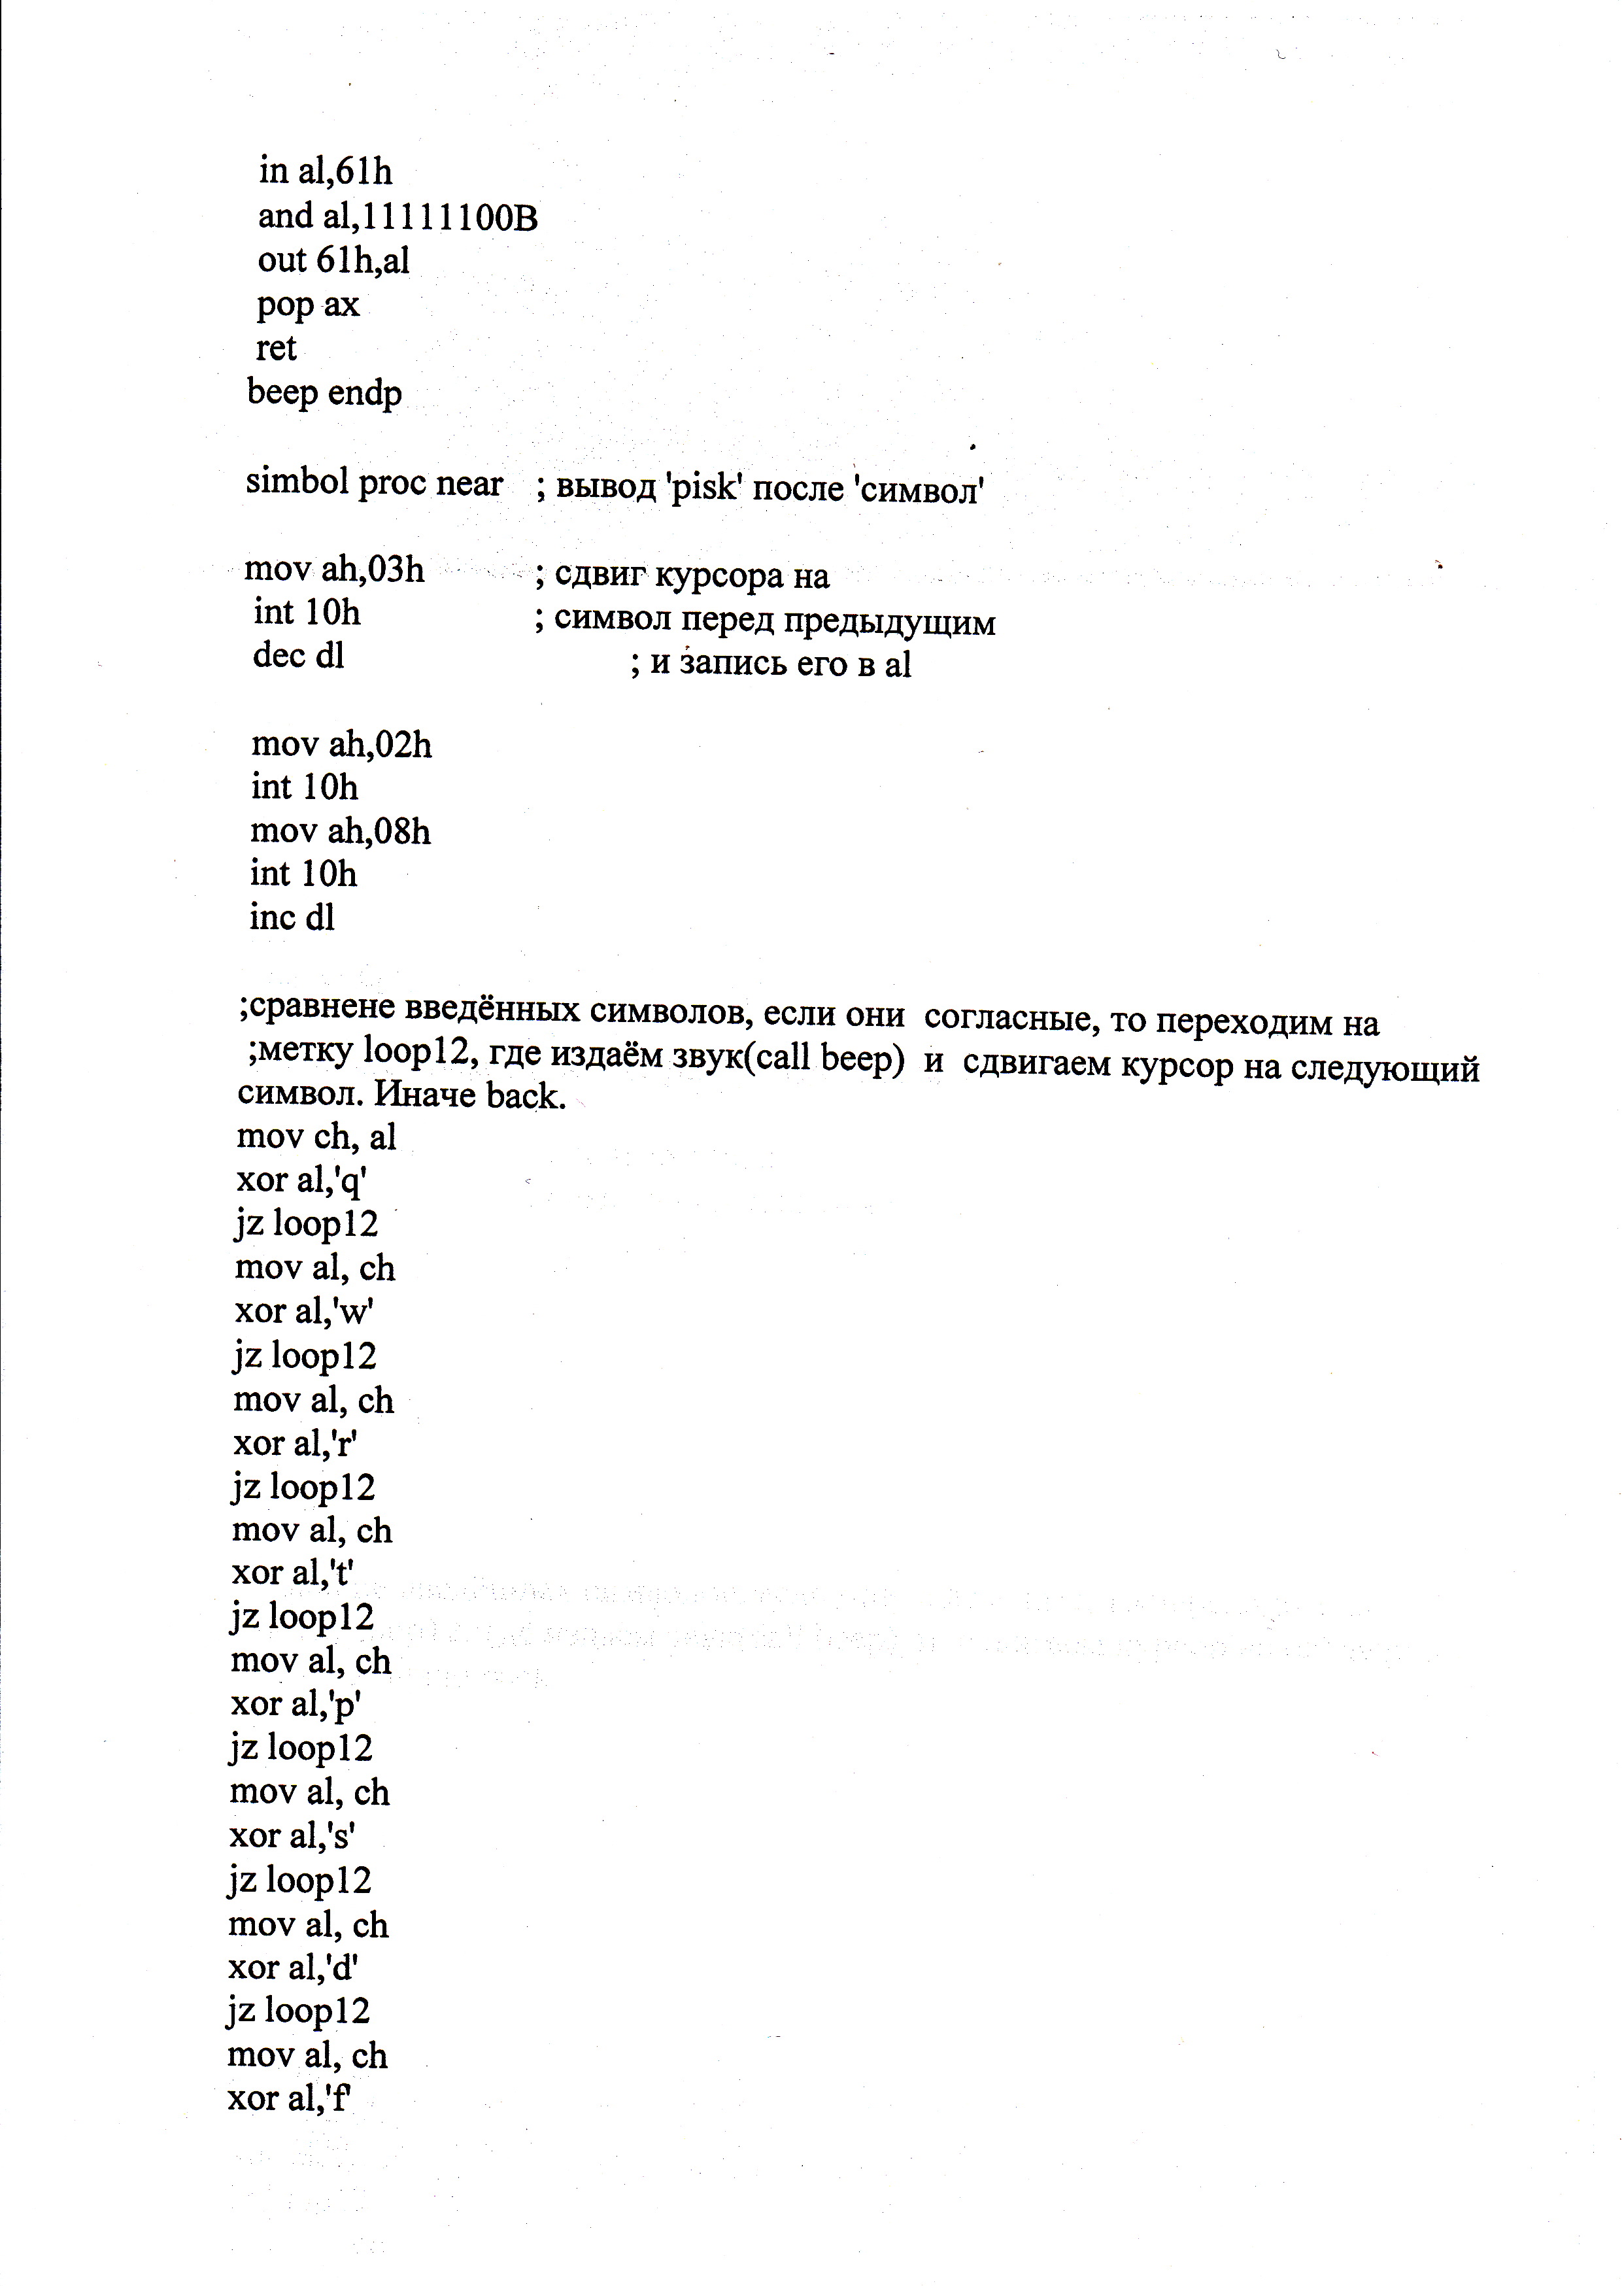 in al,61h
and al,11111100B
out 61h,al
pop ax
ret
beep endp
simbol proc near ; вывод 'pisk' после 'символ'
mov ah,03h ; сдвиг курсора на
int 10h ; символ перед предыдущим
dec dl ; и запись его в al
mov ah,02h
int 10h
mov ah,08h
int 10h
inc dl
;сравнене введённых символов, если они согласные, то переходим на
;метку loop12, где издаём звук(call beep) и сдвигаем курсор на следующий
символ. Иначе back.
mov ch, al
xor al,'q'
jz loop12
mov al, ch
xor al,'w'
jz loop12
mov al, ch
xor al,'r'
jz loop12
mov al, ch
xor al,'t'
jz loop12
mov al, ch
xor al,'p'
jz loop12
mov al, ch
xor al,'s'
jz loop12
mov al, ch
xor al,'d'
jz loop12
mov al, ch
xor al,'f'